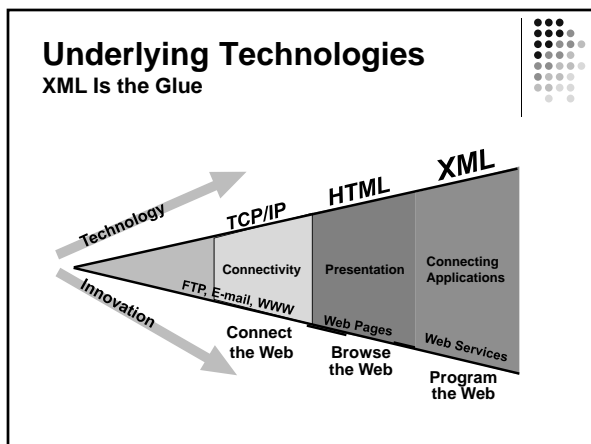 Underlying Technologies
XML Is the Glue
Technology
Innovation
TCP/IP
HTML
XML
Connectivity
Presentation
Connecting
Applications
FTP, E-mail, WWW
Web Pages
Web Services
Connect
the Web
Browse
the Web
Program
the Web